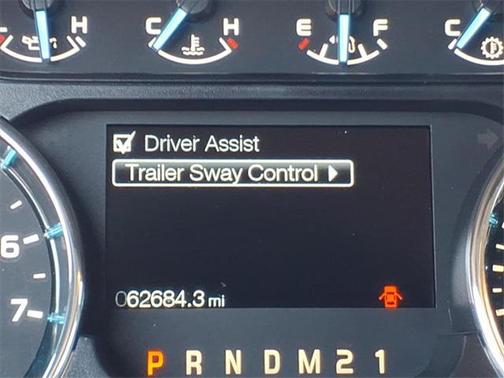 H C H E F C
Driver Assist
Trailer Sway Control
6
062684.3 mi
7
P R N D M 2 1